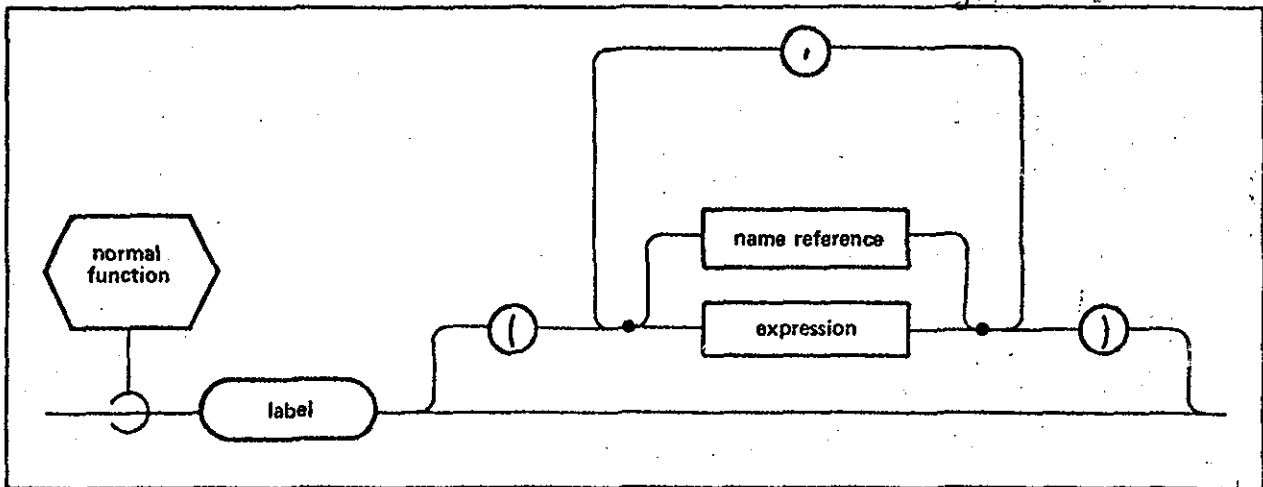 ,
normal
function
name reference
( expression )
label